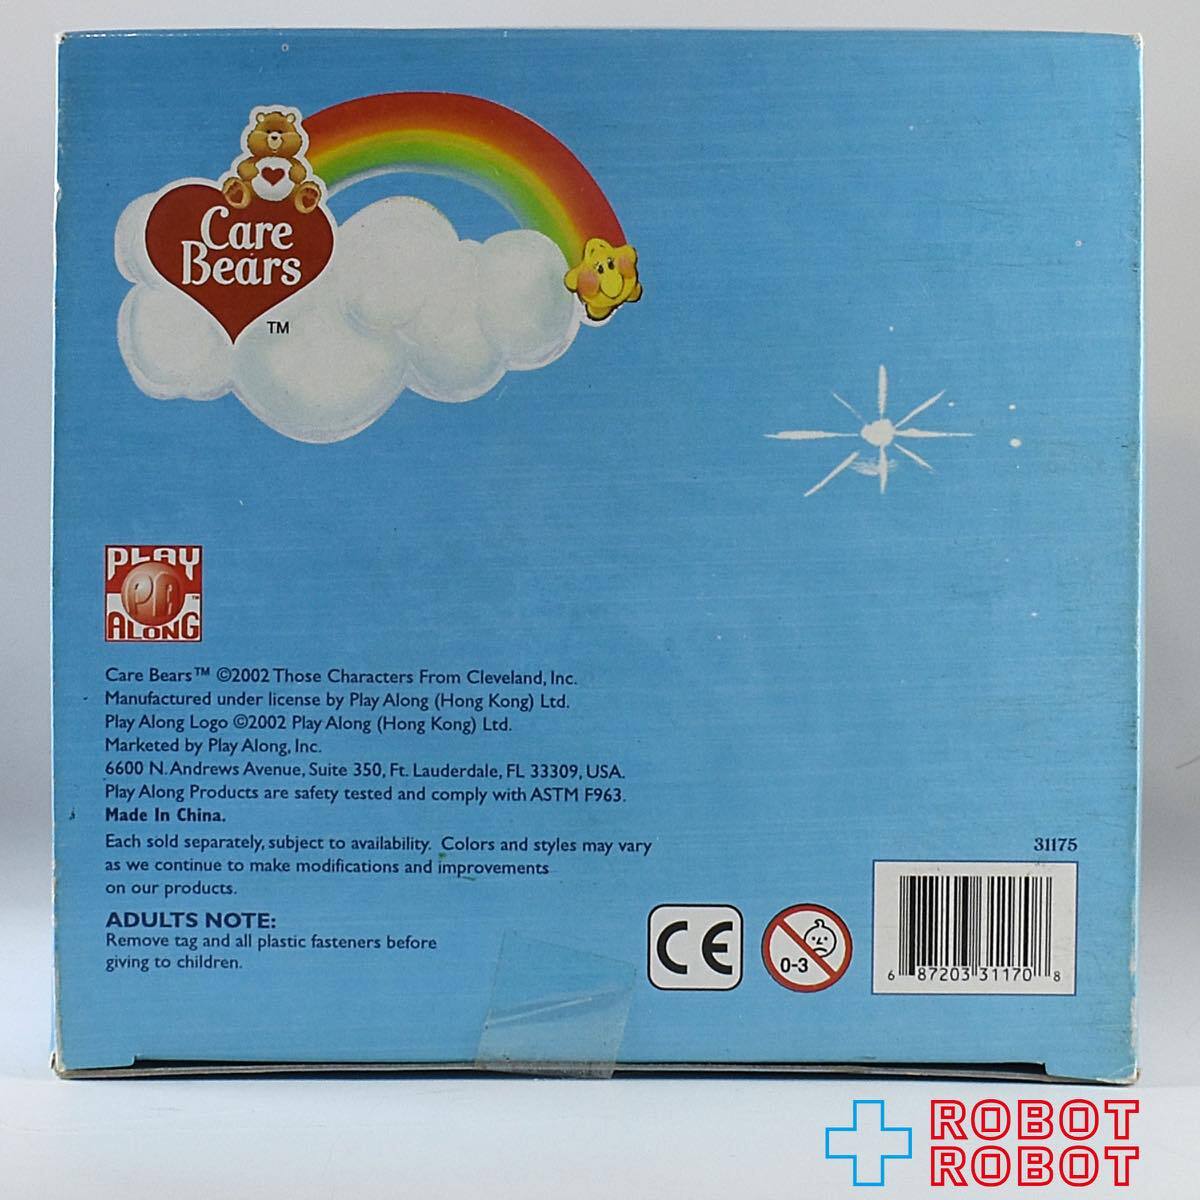 Care
Bears
TM
PLAY
PA
TM
ALONG
Care Bears™ ©2002 Those Characters From Cleveland, Inc.
Manufactured under license by Play Along (Hong Kong) Ltd.
Play Along Logo ©2002 Play Along (Hong Kong) Ltd.
Marketed by Play Along, Inc.
6600 N. Andrews Avenue, Suite 350, Ft. Lauderdale, FL 33309, USA.
Play Along Products are safety tested and comply with ASTM F963.
Made In China.
Each sold separately, subject to availability. Colors and styles may vary
as we continue to make modifications and improvements
on our products.
ADULTS NOTE:
Remove tag and all plastic fasteners before
giving to children.
CE
0-3
31175
6 87203 31170 8
ROBOT
ROBOT